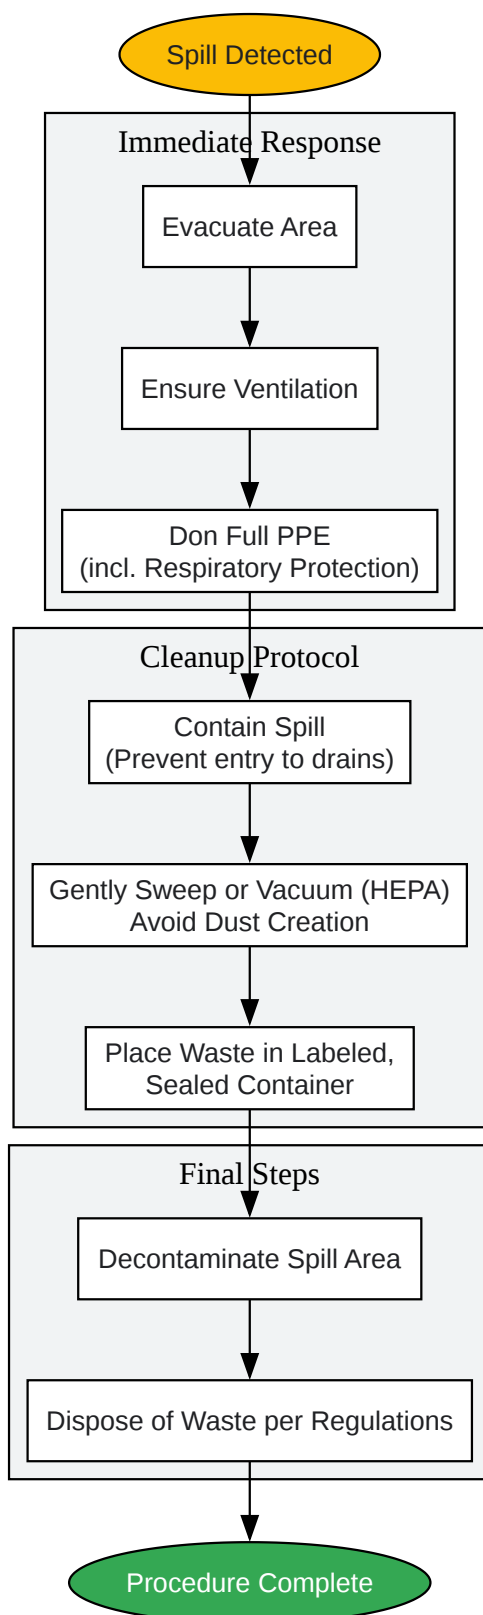 Spill Detected
Immediate Response
Evacuate Area
Ensure Ventilation
Don Full PPE
(incl. Respiratory Protection)
Cleanup Protocol
Contain Spill
(Prevent entry to drains)
Gently Sweep or Vacuum (HEPA)
Avoid Dust Creation
Place Waste in Labeled,
Sealed Container
Final Steps
Decontaminate Spill Area
Dispose of Waste per Regulations
Procedure Complete